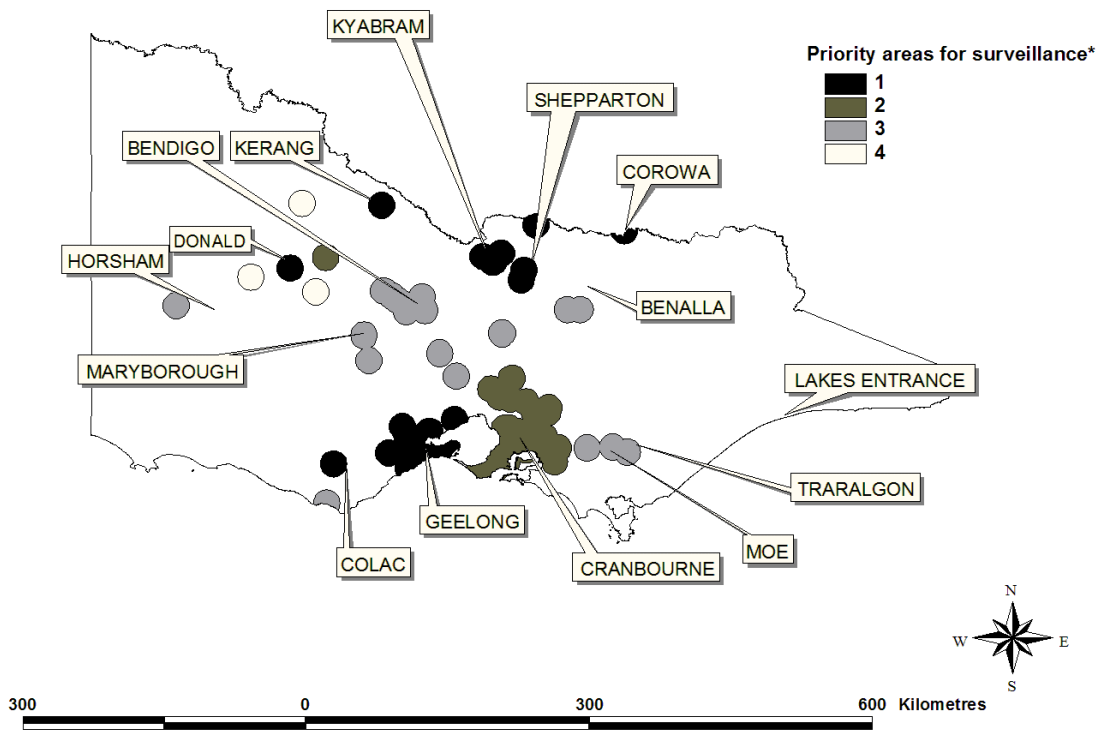 KYABRAM
Priority areas for surveillance*
1
SHEPPARTON
2
BENDIGO
KERANG
3
4
COROWA
DONALD
HORSHAM
BENALLA
MARYBOROUGH
LAKES ENTRANCE
TRARALGON
GEELONG
MOE
COLAC
CRANBOURNE
N
W E
S
300 0 300 600 Kilometres